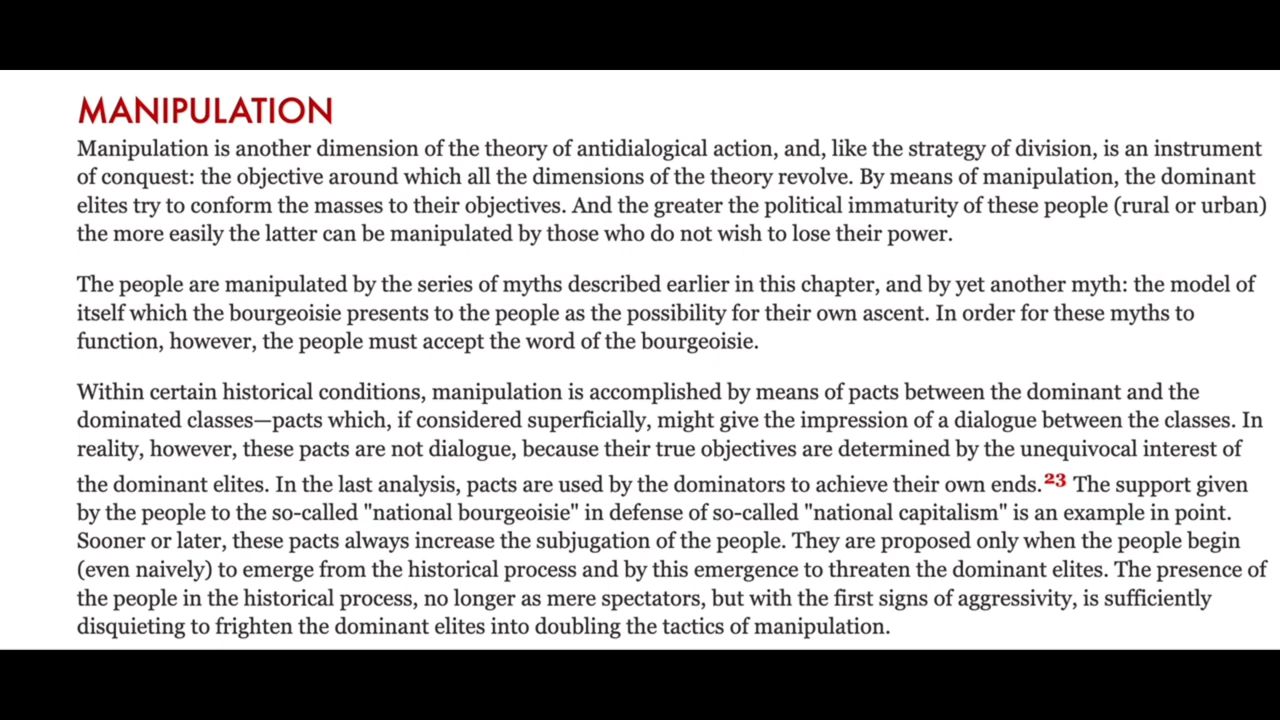 MANIPULATION
Manipulation is another dimension of the theory of antidialogical action, and, like the strategy of division, is an instrument
of conquest: the objective around which all the dimensions of the theory revolve. By means of manipulation, the dominant
elites try to conform the masses to their objectives. And the greater the political immaturity of these people (rural or urban)
the more easily the latter can be manipulated by those who do not wish to lose their power.
The people are manipulated by the series of myths described earlier in this chapter, and by yet another myth: the model of
itself which the bourgeoisie presents to the people as the possibility for their own ascent. In order for these myths to
function, however, the people must accept the word of the bourgeoisie.
Within certain historical conditions, manipulation is accomplished by means of pacts between the dominant and the
dominated classes—pacts which, if considered superficially, might give the impression of a dialogue between the classes. In
reality, however, these pacts are not dialogue, because their true objectives are determined by the unequivocal interest of
the dominant elites. In the last analysis, pacts are used by the dominators to achieve their own ends.23 The support given
by the people to the so-called "national bourgeoisie" in defense of so-called "national capitalism" is an example in point.
Sooner or later, these pacts always increase the subjugation of the people. They are proposed only when the people begin
(even naively) to emerge from the historical process and by this emergence to threaten the dominant elites. The presence of
the people in the historical process, no longer as mere spectators, but with the first signs of aggressivity, is sufficiently
disquieting to frighten the dominant elites into doubling the tactics of manipulation.